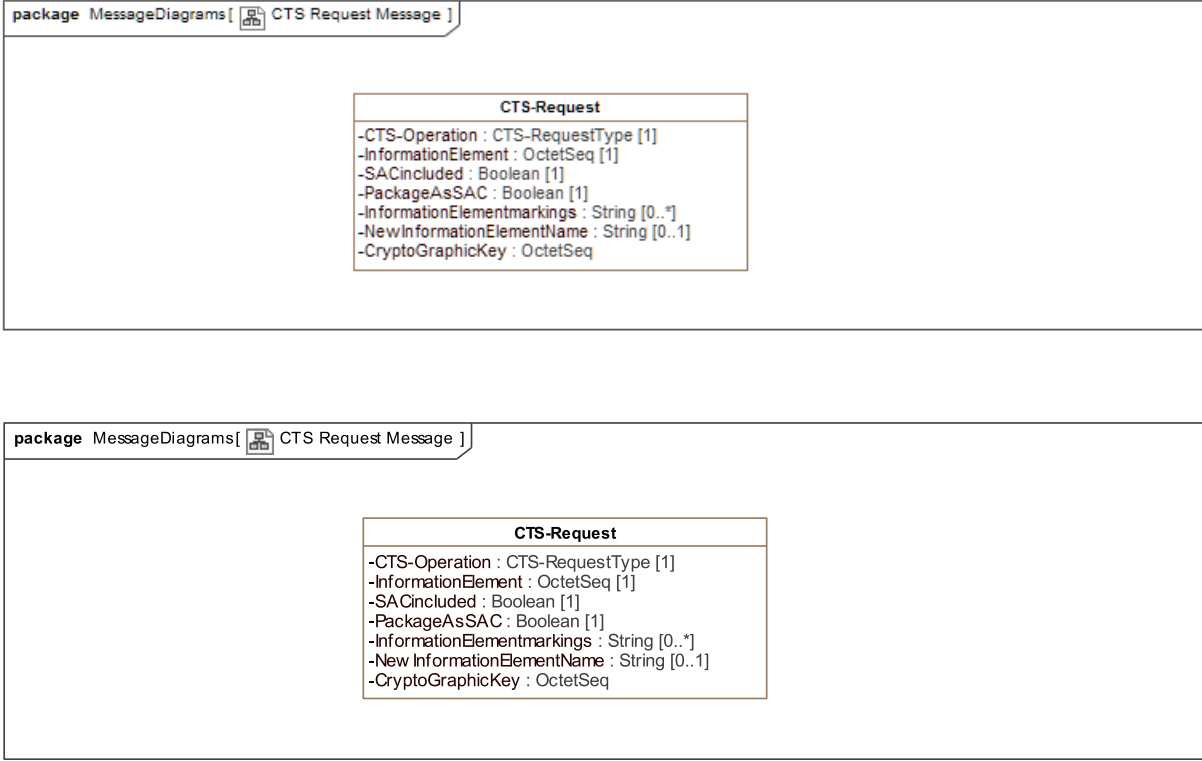 package MessageDiagrams[ CTS Request Message ]
CTS-Request
-CTS-Operation : CTS-RequestType [1]
-InformationElement : OctetSeq [1]
-SACincluded : Boolean [1]
-PackageAsSAC : Boolean [1]
-InformationElementmarkings : String [0..*]
-NewInformationElementName : String [0..1]
-CryptoGraphicKey : OctetSeq
package MessageDiagrams[ CTS Request Message ]
CTS-Request
-CTS-Operation : CTS-RequestType [1]
-InformationElement : OctetSeq [1]
-SACincluded : Boolean [1]
-PackageAsSAC : Boolean [1]
-InformationElementmarkings : String [0..*]
-New InformationElementName : String [0..1]
-CryptoGraphicKey : OctetSeq